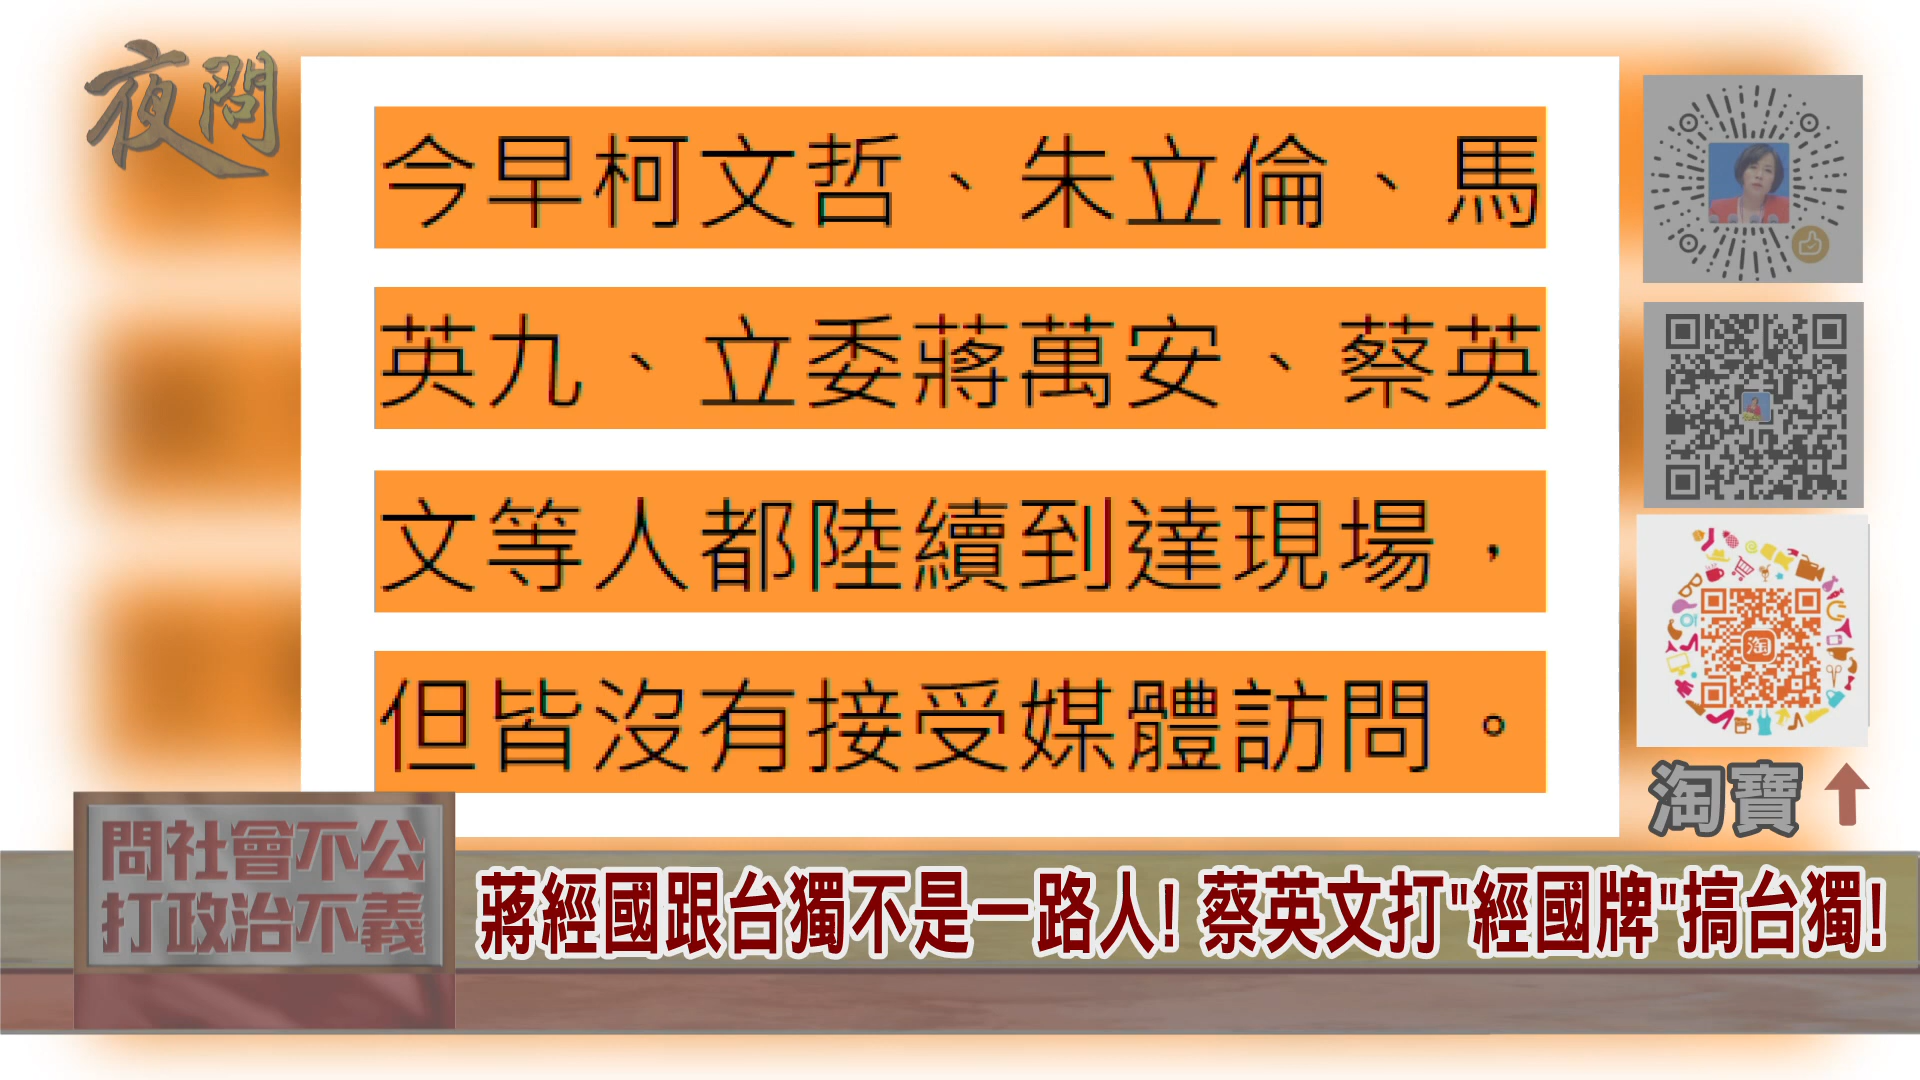 夜問
今早柯文哲、朱立倫、馬
英九、立委蔣萬安、蔡英
文等人都陸續到達現場，
但皆沒有接受媒體訪問。
淘
淘寶
問社會不公
打政治不義
蔣經國跟台獨不是一路人! 蔡英文打"經國牌"搞台獨!